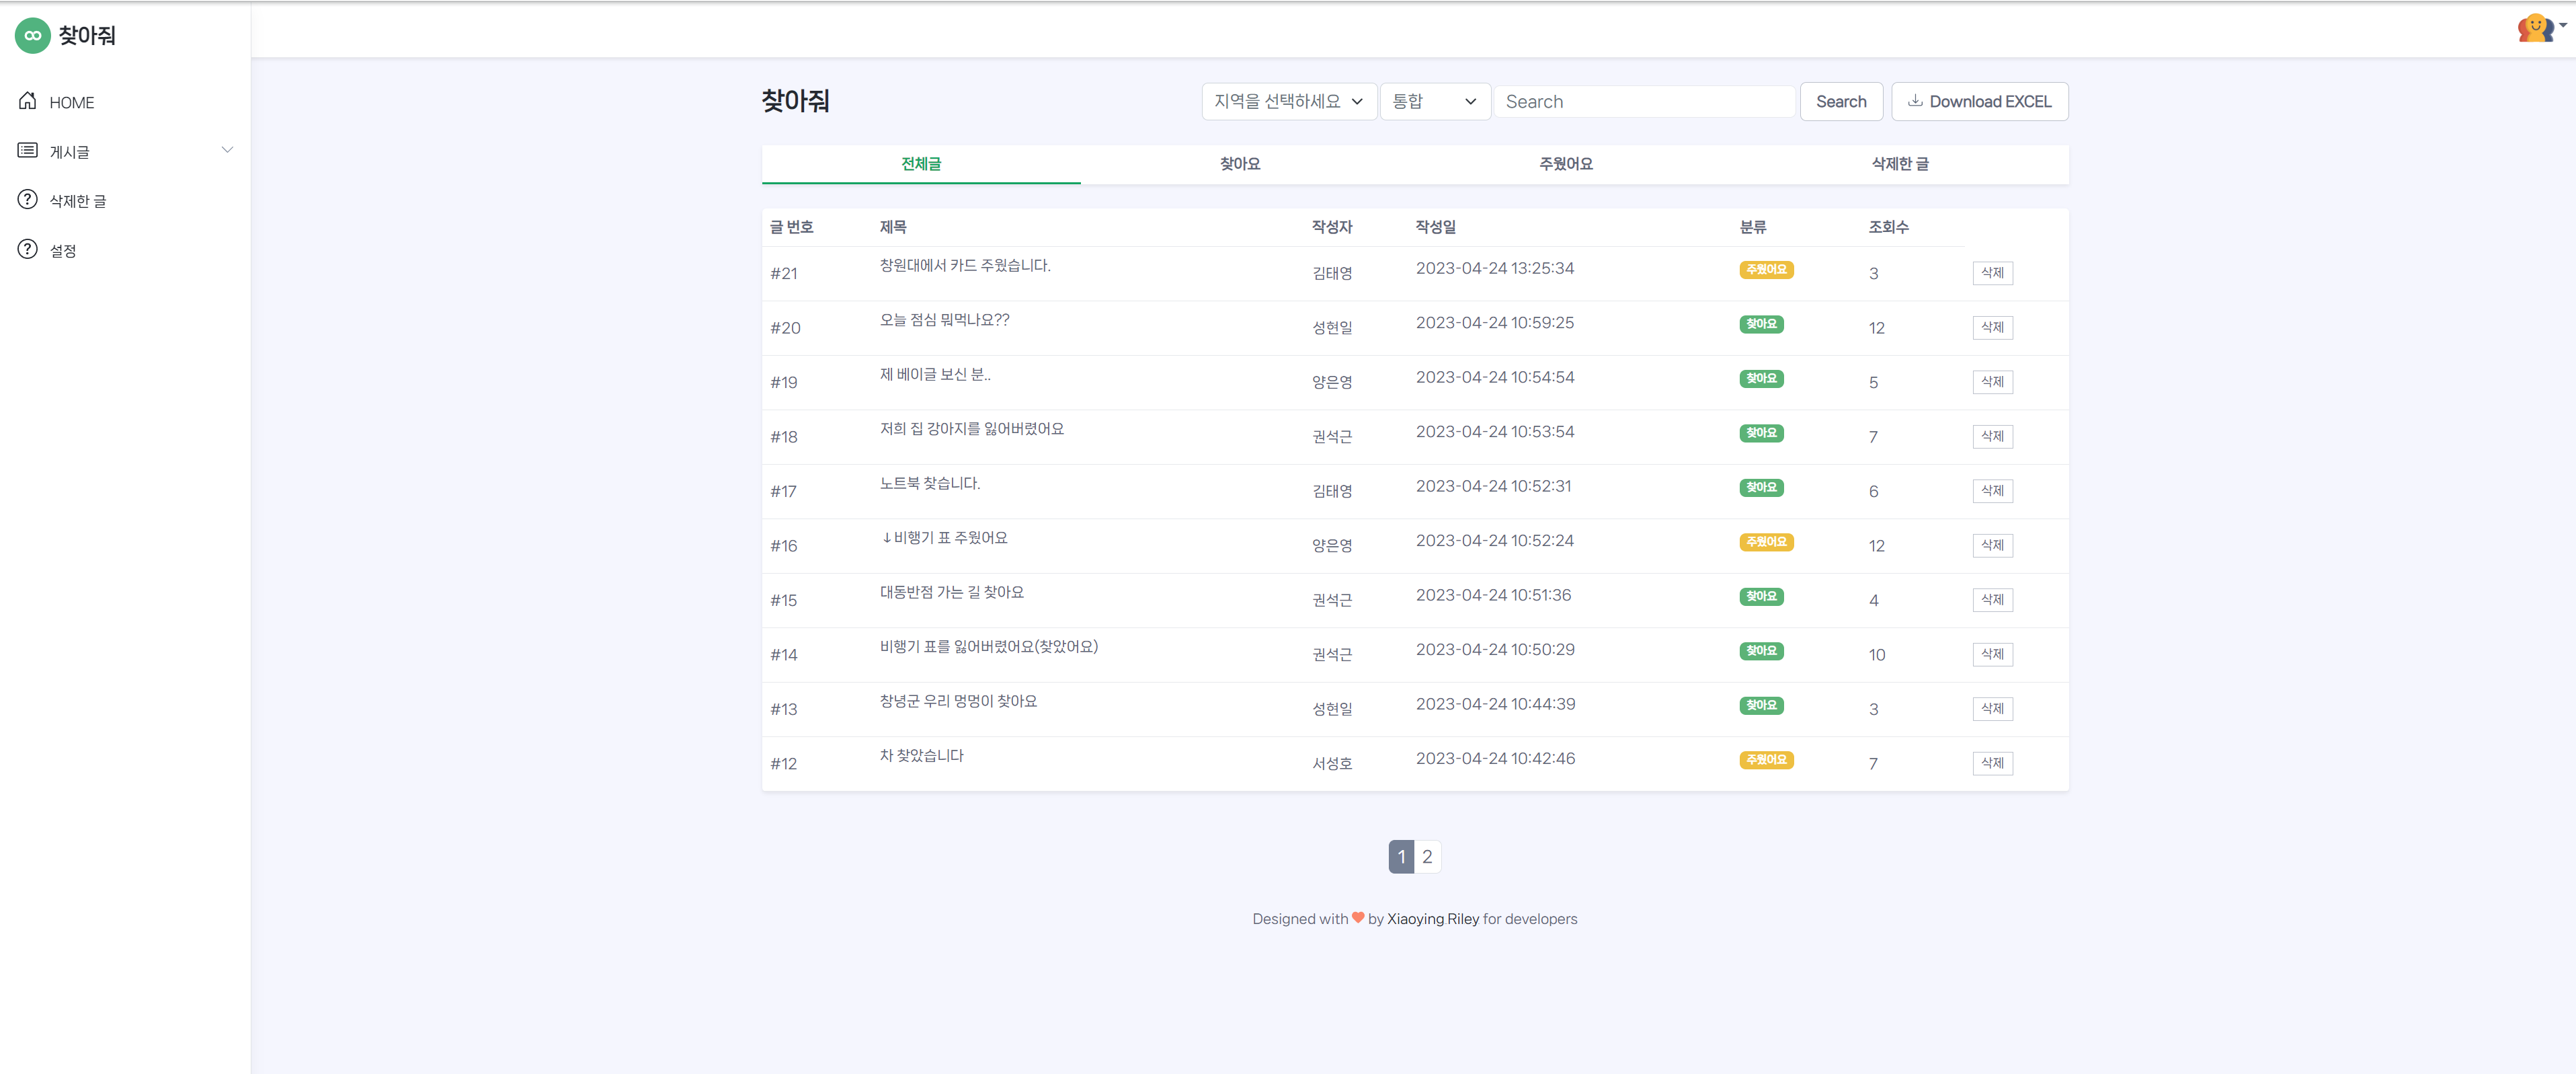 찾아줘
HOME
게시글
삭제한 글
설정
찾아줘
지역을 선택하세요 통합 Search Search Download EXCEL
전체글 찾아요 주웠어요 삭제한 글
글 번호 제목 작성자 작성일 분류 조회수
#21 창원대에서 카드 주웠습니다. 김태영 2023-04-24 13:25:34 주웠어요 3 삭제
#20 오늘 점심 뭐먹나요?? 성현일 2023-04-24 10:59:25 찾아요 12 삭제
#19 제 베이글 보신 분.. 양은영 2023-04-24 10:54:54 찾아요 5 삭제
#18 저희 집 강아지를 잃어버렸어요 권석근 2023-04-24 10:53:54 찾아요 7 삭제
#17 노트북 찾습니다. 김태영 2023-04-24 10:52:31 찾아요 6 삭제
#16 ↓비행기 표 주웠어요 양은영 2023-04-24 10:52:24 주웠어요 12 삭제
#15 대동반점 가는 길 찾아요 권석근 2023-04-24 10:51:36 찾아요 4 삭제
#14 비행기 표를 잃어버렸어요(찾았어요) 권석근 2023-04-24 10:50:29 찾아요 10 삭제
#13 창녕군 우리 멍멍이 찾아요 성현일 2023-04-24 10:44:39 찾아요 3 삭제
#12 차 찾았습니다 서성호 2023-04-24 10:42:46 주웠어요 7 삭제
1 2
Designed with ♥ by Xiaoying Riley for developers